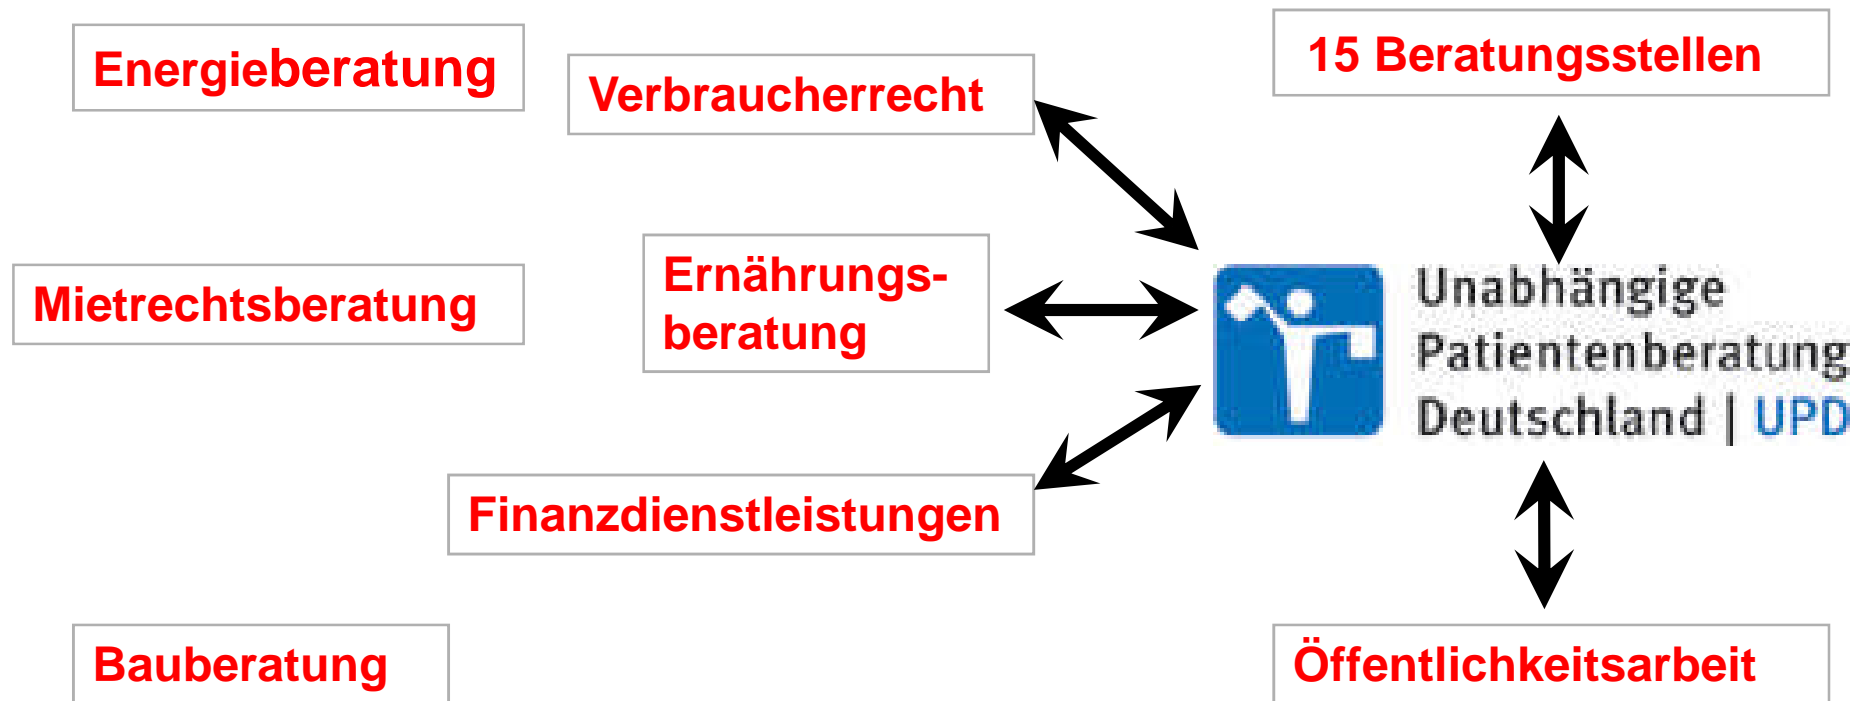 Energieberatung
Verbraucherrecht
15 Beratungsstellen
Mietrechtsberatung
Ernährungs-
beratung
Unabhängige
Patientenberatung
Deutschland | UPD
Finanzdienstleistungen
Bauberatung
Öffentlichkeitsarbeit